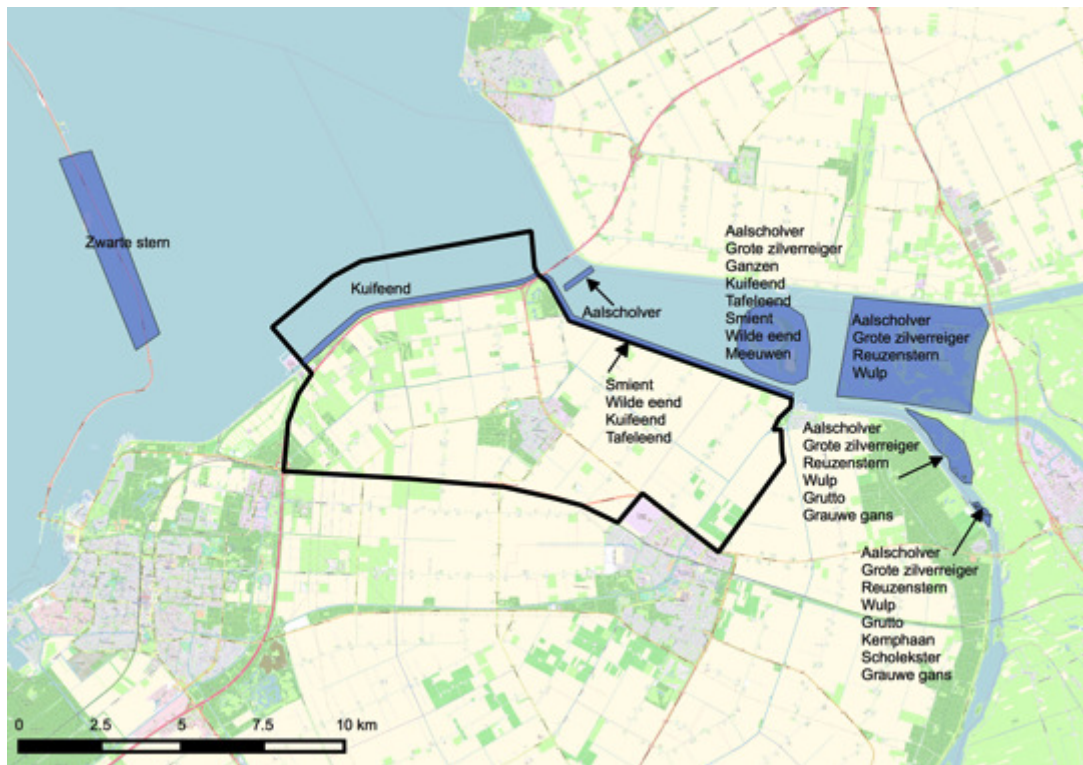 Zwarte stern
Kuifeend
Aalscholver
Smient
Wilde eend
Kuifeend
Tafeleend
Aalscholver
Grote zilverreiger
Ganzen
Kuifeend
Tafeleend
Smient
Wilde eend
Meeuwen
Aalscholver
Grote zilverreiger
Reuzenstern
Wulp
Aalscholver
Grote zilverreiger
Reuzenstern
Wulp
Grutto
Grauwe gans
Aalscholver
Grote zilverreiger
Reuzenstern
Wulp
Grutto
Kemphaan
Scholekster
Grauwe gans
0 2.5 5 7.5 10 km